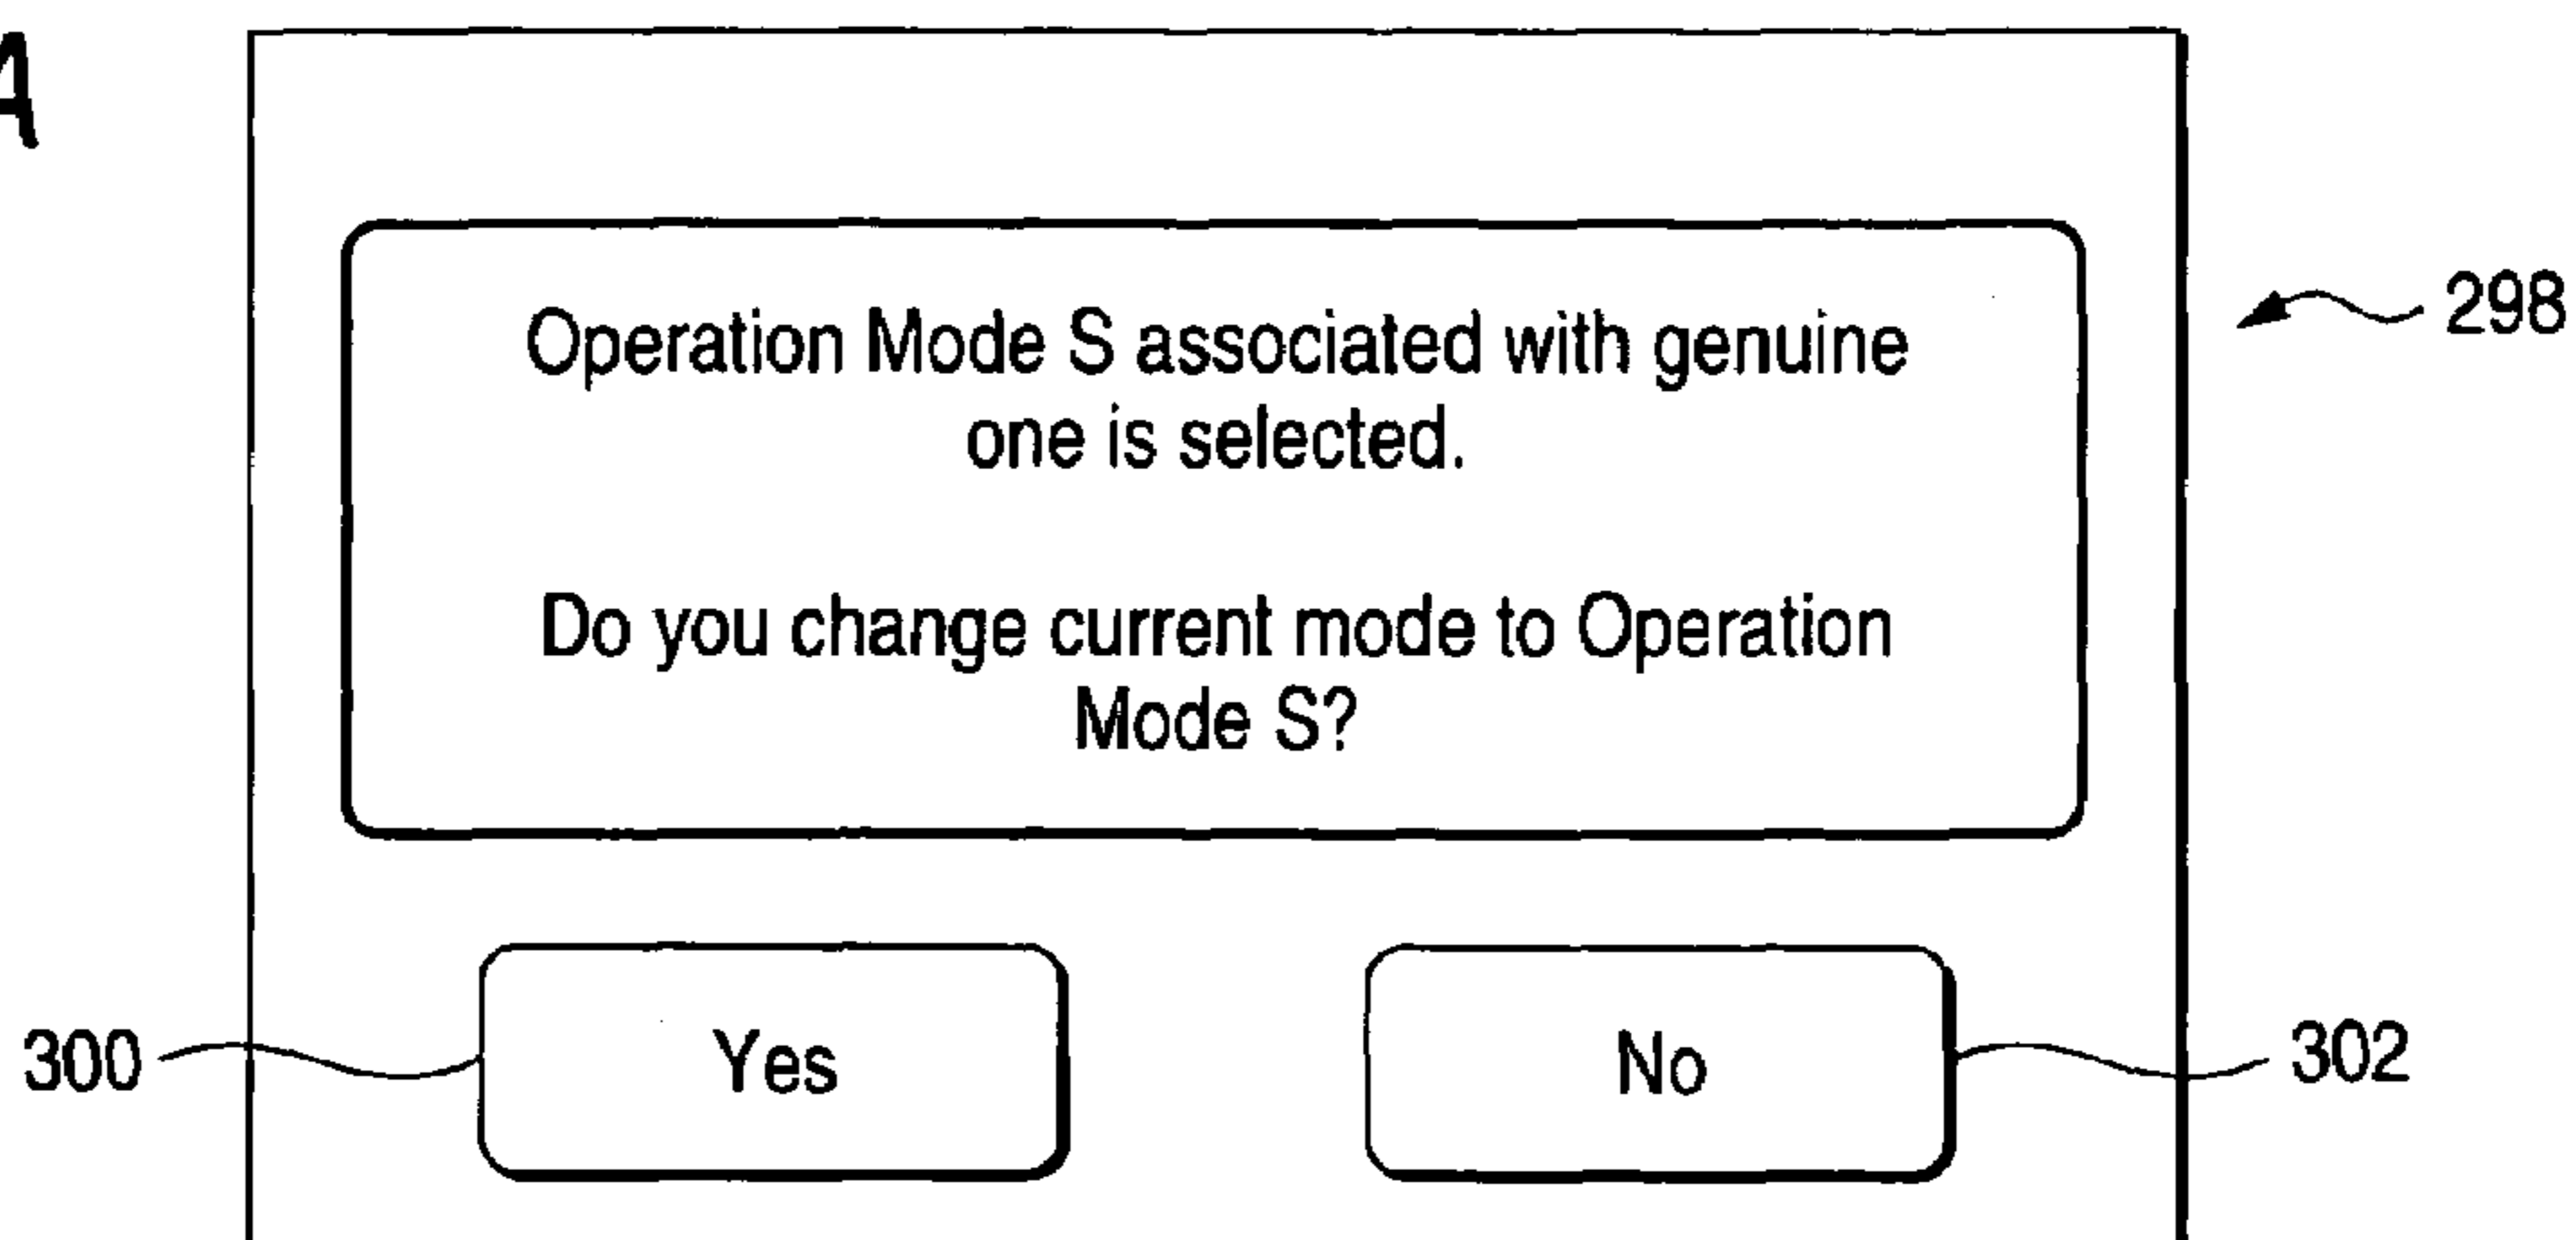 A
Operation Mode S associated with genuine
one is selected.
298
Do you change current mode to Operation
Mode S?
300
Yes
No
302